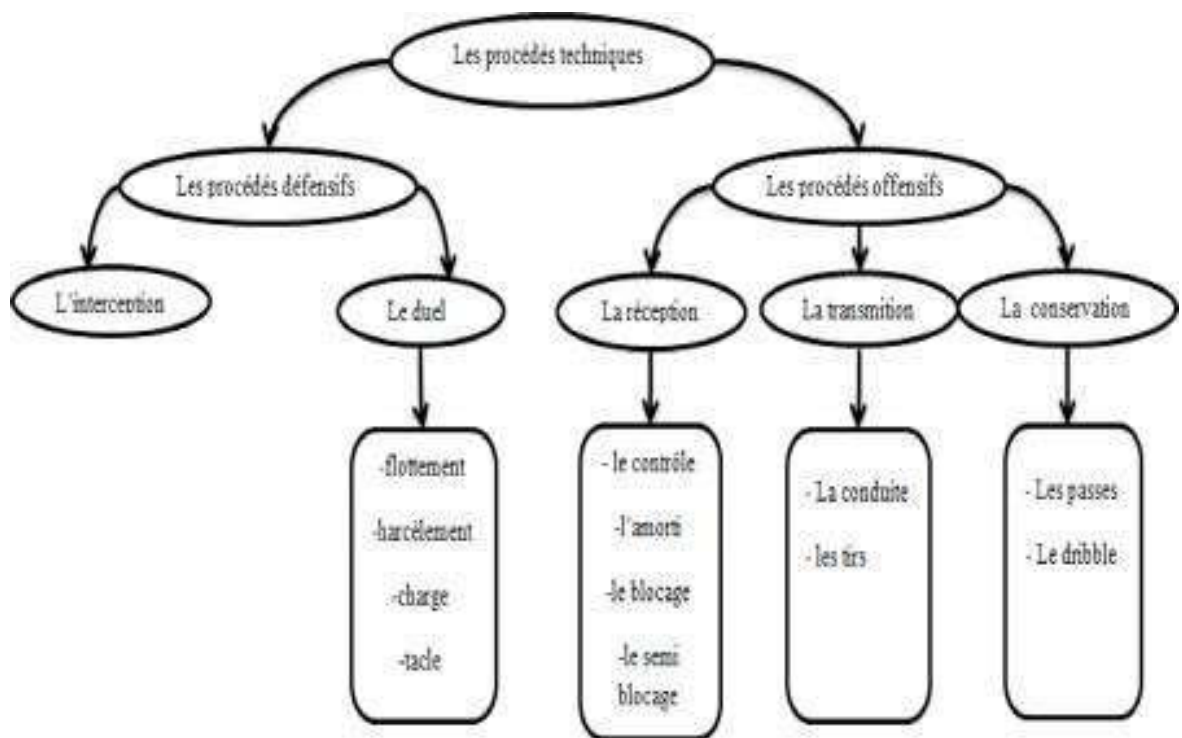 Les procédés techniques
Les procédés défensifs
Les procédés offensifs
L'interception
Le duel
La réception
La transmition
La conservation
-flottement
-harcèlement
-charge
-tacle
- le contrôle
-l'amorti
-le blocage
-le semi
blocage
- La conduite
- les tirs
- Les passes
- Le dribble